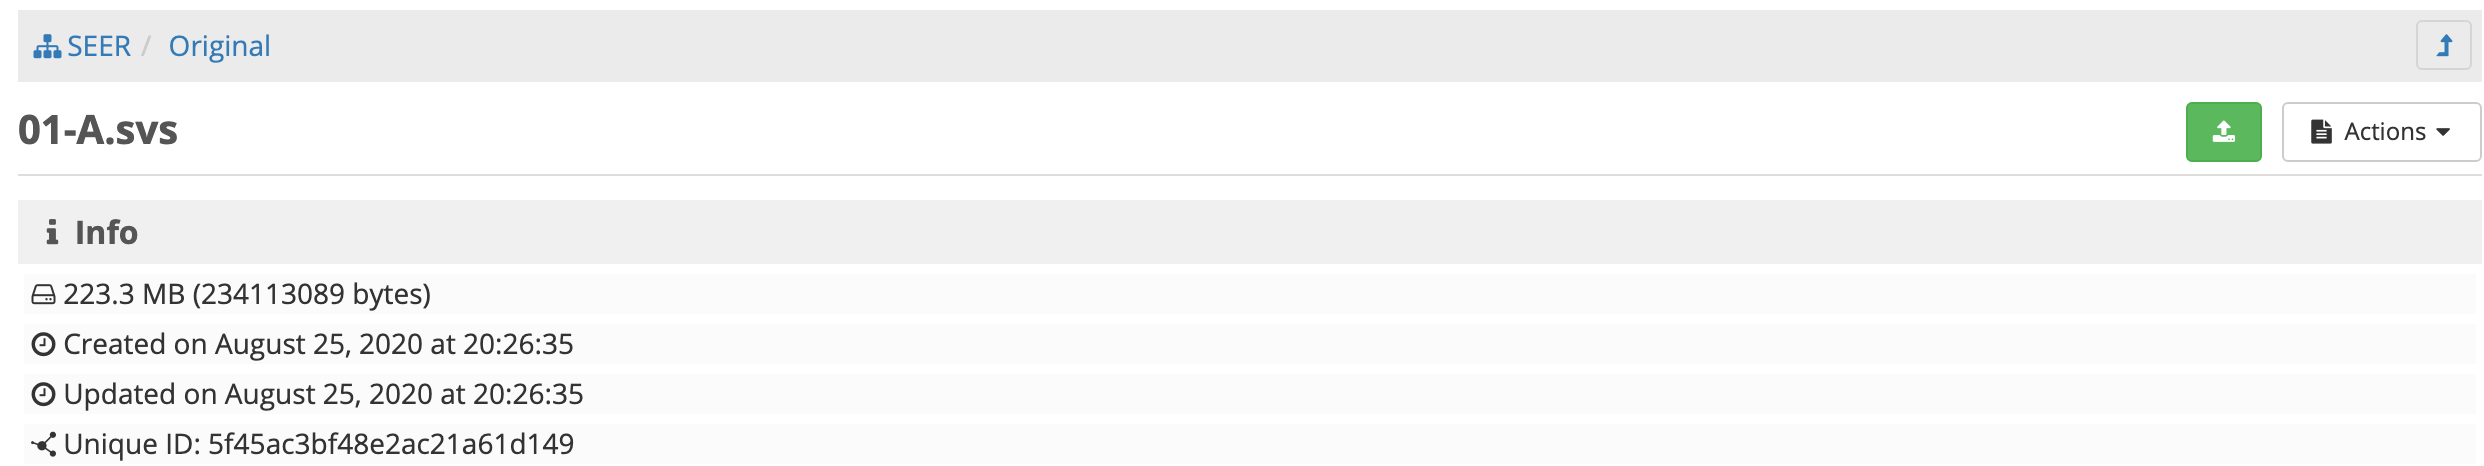 SEER / Original
01-A.svs
Actions
Info
223.3 MB (234113089 bytes)
Created on August 25, 2020 at 20:26:35
Updated on August 25, 2020 at 20:26:35
Unique ID: 5f45ac3bf48e2ac21a61d149